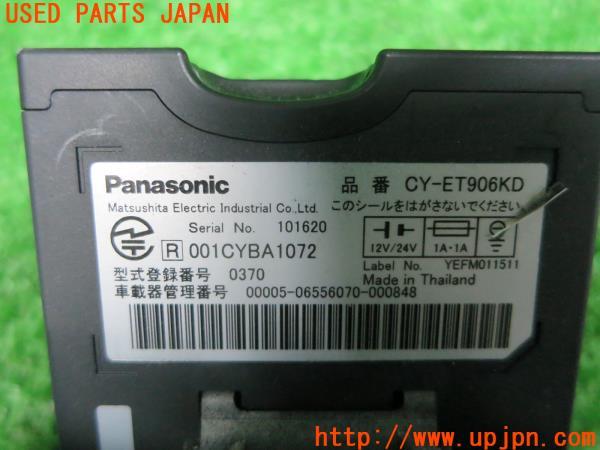 USED PARTS JAPAN
Panasonic
品番 CY-ET906KD
Matsushita Electric Industrial Co.,Ltd.
このシールをはがさないでください。
Serial No. 101620
R 001CYBA1072
12V/24V 1A・1A
Label No. YEFM011511
型式登録番号 0370
Made in Thailand
車載器管理番号 00005-06556070-000848
http://www.upjpn.com/